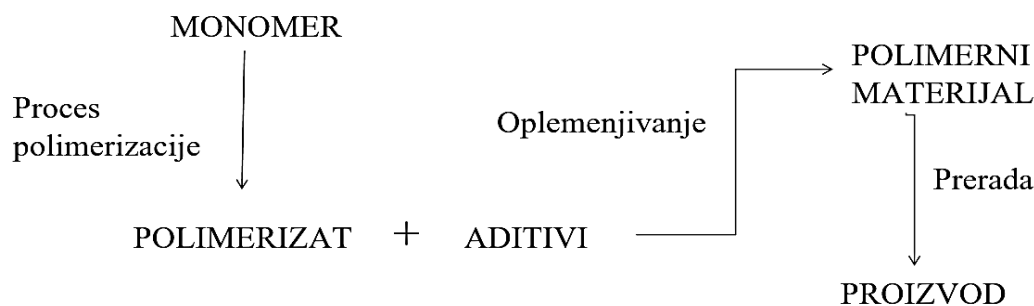 MONOMER
Proces
polimerizacije
POLIMERIZAT + ADITIVI
Oplemenjivanje
POLIMERNI
MATERIJAL
Prerada
PROIZVOD